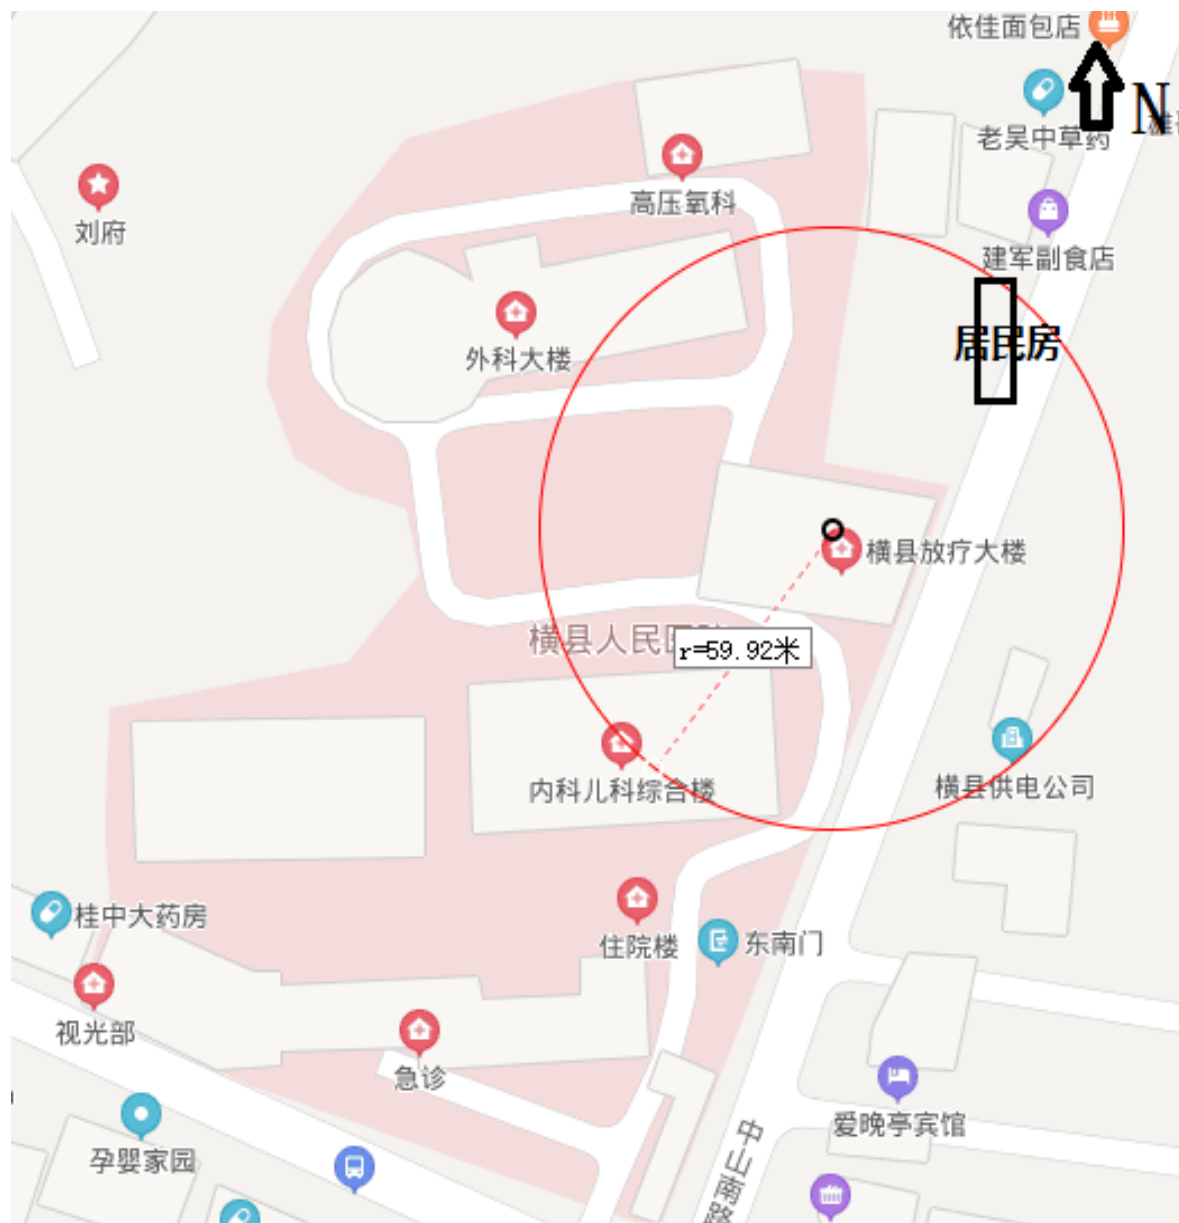 依佳面包店
N
老吴中草药
刘府
高压氧科
建军副食店
外科大楼
居民房
横县放疗大楼
横县人民医院
r=59.92米
内科儿科综合楼
横县供电公司
桂中大药房
住院楼
东南门
视光部
急诊
爱晚亭宾馆
中山南路
孕婴家园